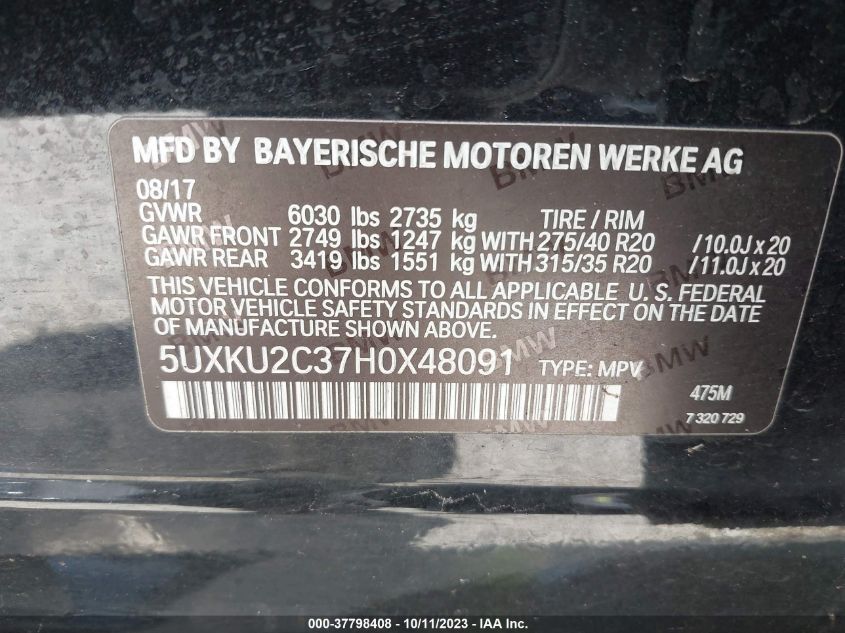 MFD BY BAYERISCHE MOTOREN WERKE AG
08/17
GVWR 6030 lbs 2735 kg TIRE / RIM
GAWR FRONT 2749 lbs 1247 kg WITH 275/40 R20 /10.0J x 20
GAWR REAR 3419 lbs 1551 kg WITH 315/35 R20 /11.0J x 20
THIS VEHICLE CONFORMS TO ALL APPLICABLE U. S. FEDERAL
MOTOR VEHICLE SAFETY STANDARDS IN EFFECT ON THE DATE OF
MANUFACTURE SHOWN ABOVE.
5UXKU2C37H0X48091 TYPE: MPV
475M
7 320 729
000-37798408 - 10/11/2023 - IAA Inc.